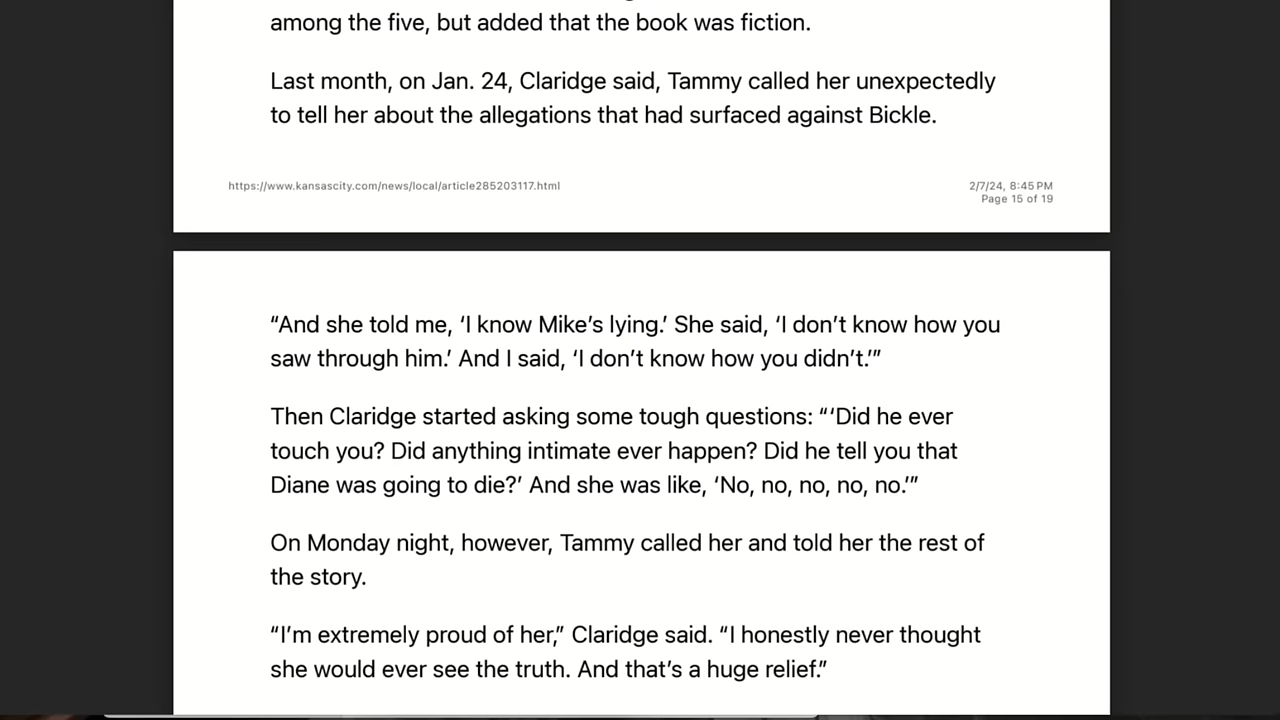 among the five, but added that the book was fiction.
Last month, on Jan. 24, Claridge said, Tammy called her unexpectedly
to tell her about the allegations that had surfaced against Bickle.
https://www.kansascity.com/news/local/article285203117.html
2/7/24, 8:45 PM
Page 15 of 19
“And she told me, ‘I know Mike’s lying.’ She said, ‘I don’t know how you
saw through him.’ And I said, ‘I don’t know how you didn’t.’”
Then Claridge started asking some tough questions: “‘Did he ever
touch you? Did anything intimate ever happen? Did he tell you that
Diane was going to die?’ And she was like, ‘No, no, no, no, no.’”
On Monday night, however, Tammy called her and told her the rest of
the story.
“I’m extremely proud of her,” Claridge said. “I honestly never thought
she would ever see the truth. And that’s a huge relief.”